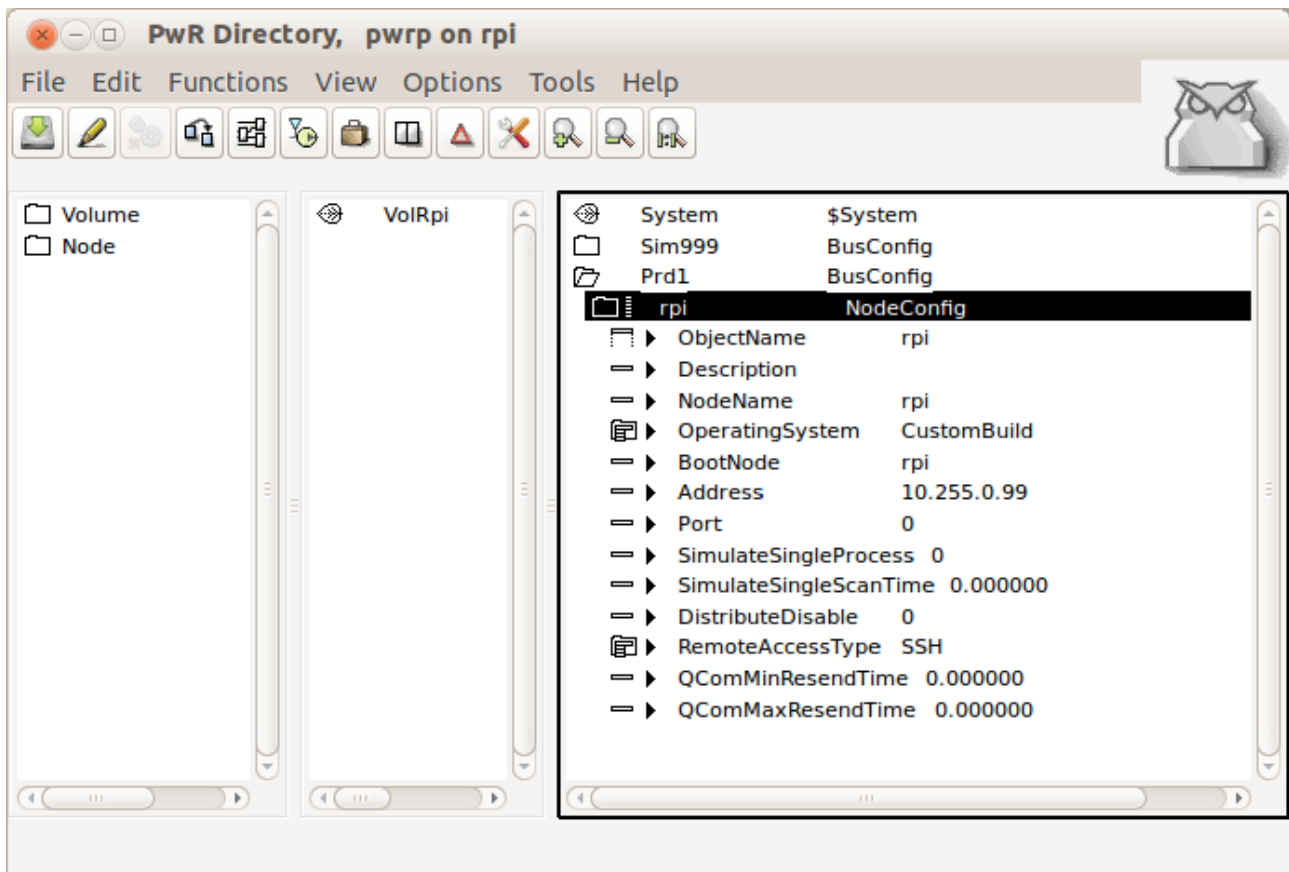 PwR Directory, pwrp on rpi
File Edit Functions View Options Tools Help
Volume
Node
VolRpi
System $System
Sim999 BusConfig
Prd1 BusConfig
rpi NodeConfig
ObjectName rpi
Description
NodeName rpi
OperatingSystem CustomBuild
BootNode rpi
Address 10.255.0.99
Port 0
SimulateSingleProcess 0
SimulateSingleScanTime 0.000000
DistributeDisable 0
RemoteAccessType SSH
QComMinResendTime 0.000000
QComMaxResendTime 0.000000